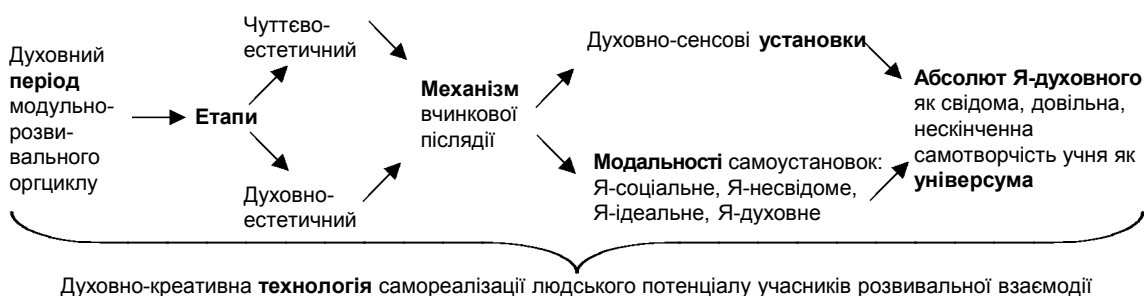 Духовний
період
модульно-
розви-
вального
оргциклу
Етапи
Чуттєво-
естетичний
Духовно-
естетичний
Механізм
вчинкової
післядії
Духовно-сенсові установки
Модальності самоустановок:
Я-соціальне, Я-несвідоме,
Я-ідеальне, Я-духовне
Абсолют Я-духовного
як свідома, довільна,
нескінченна
самотворчість учня як
універсума
Духовно-креативна технологія самореалізації людського потенціалу учасників розвивальної взаємодії